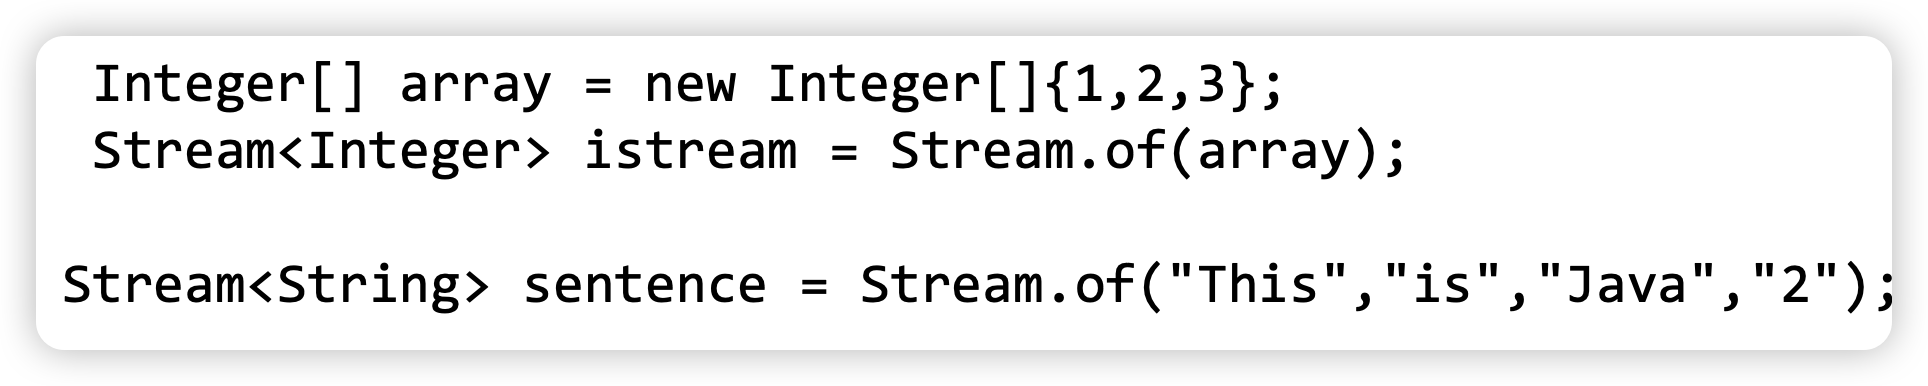 Integer[] array = new Integer[]{1,2,3};
Stream<Integer> istream = Stream.of(array);
Stream<String> sentence = Stream.of("This","is","Java","2");